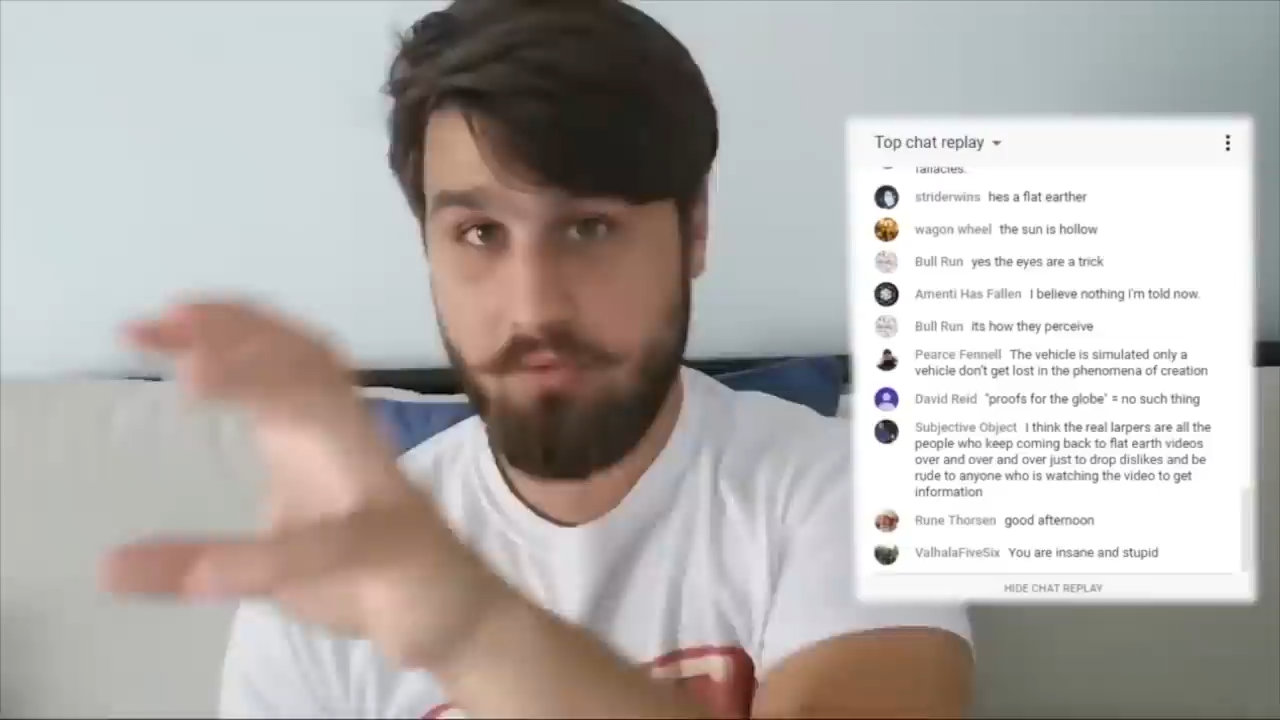 Top chat replay
fallacies.
striderwins hes a flat earther
wagon wheel the sun is hollow
Bull Run yes the eyes are a trick
Amenti Has Fallen I believe nothing i'm told now.
Bull Run its how they perceive
Pearce Fennell The vehicle is simulated only a
vehicle don't get lost in the phenomena of creation
David Reid "proofs for the globe" = no such thing
Subjective Object I think the real larpers are all the
people who keep coming back to flat earth videos
over and over and over just to drop dislikes and be
rude to anyone who is watching the video to get
information
Rune Thorsen good afternoon
ValhalaFiveSix You are insane and stupid
HIDE CHAT REPLAY